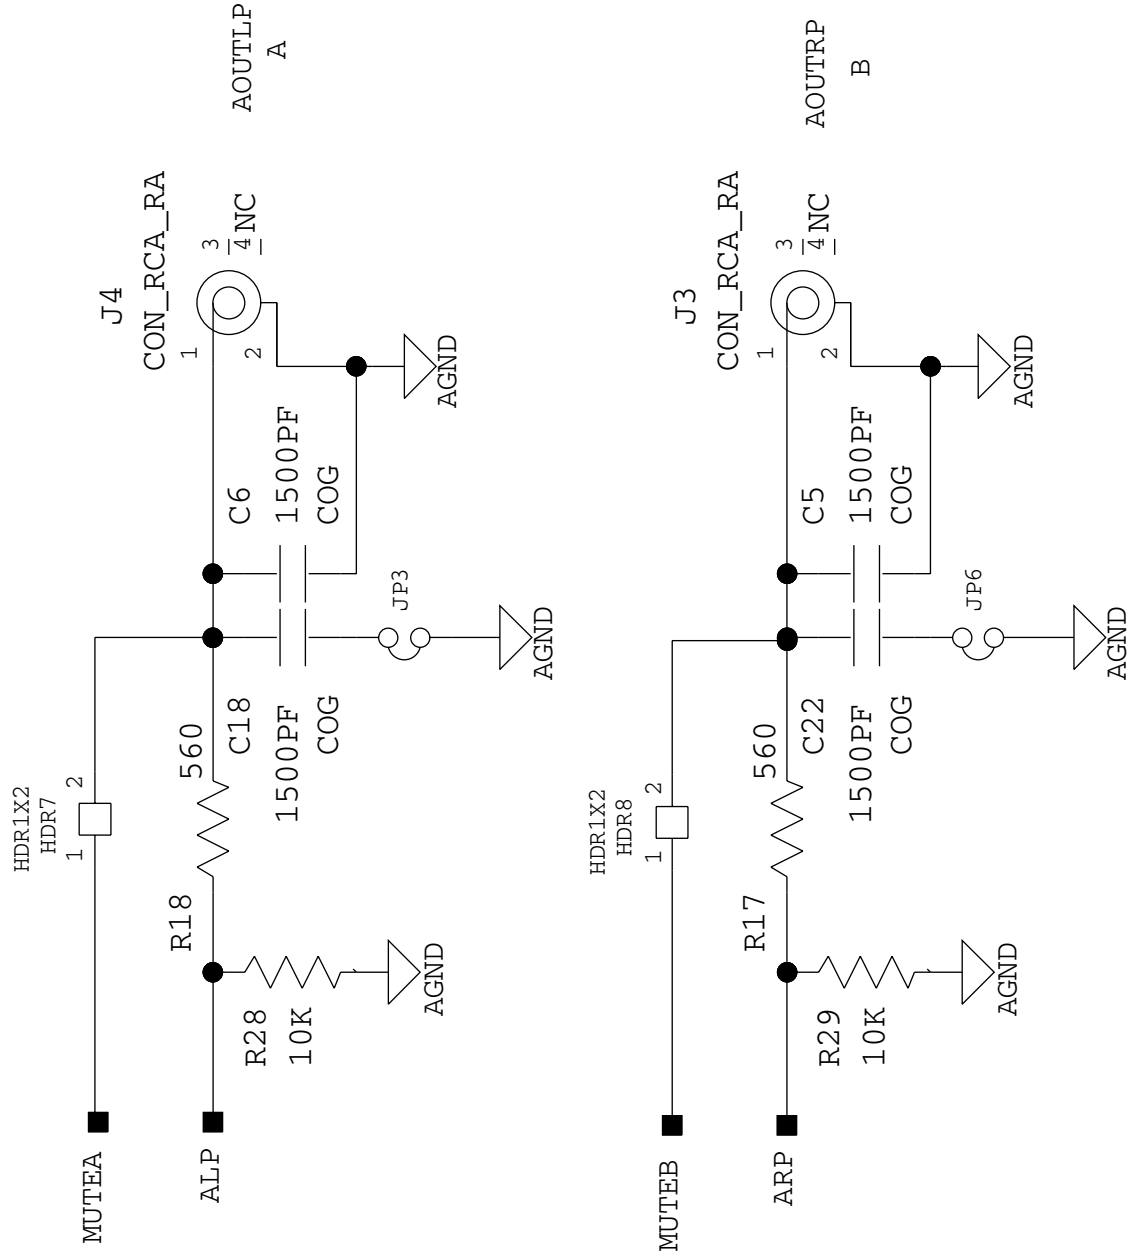 AOUTLP
A
J4
CON_RCA_RA
1
2
3
4
NC
AGND
C6
1500PF
COG
JP3
AGND
C18
1500PF
COG
560
R18
HDR1X2
HDR7
1
2
R28
10K
AGND
MUTEA
ALP
AOUTRP
B
J3
CON_RCA_RA
1
2
3
4
NC
AGND
C5
1500PF
COG
JP6
AGND
C22
1500PF
COG
560
R17
HDR1X2
HDR8
1
2
R29
10K
AGND
MUTEB
ARP